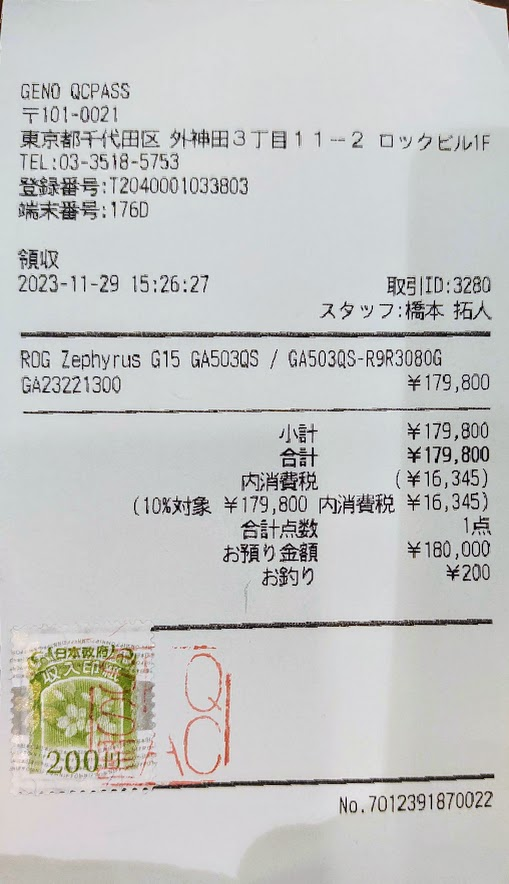 GENO QCPASS
〒101-0021
東京都千代田区 外神田3丁目11-2 ロックビル1F
TEL:03-3518-5753
登録番号:T2040001033803
端末番号:176D
領収
2023-11-29 15:26:27 取引ID:3280
スタッフ:橋本 拓人
ROG Zephyrus G15 GA503QS / GA503QS-R9R3080G
GA23221300 ¥179,800
小計 ¥179,800
合計 ¥179,800
内消費税 (¥16,345)
(10%対象 ¥179,800 内消費税 ¥16,345)
合計点数 1点
お預り金額 ¥180,000
お釣り ¥200
日本政府
収入印紙
200円
No.7012391870022